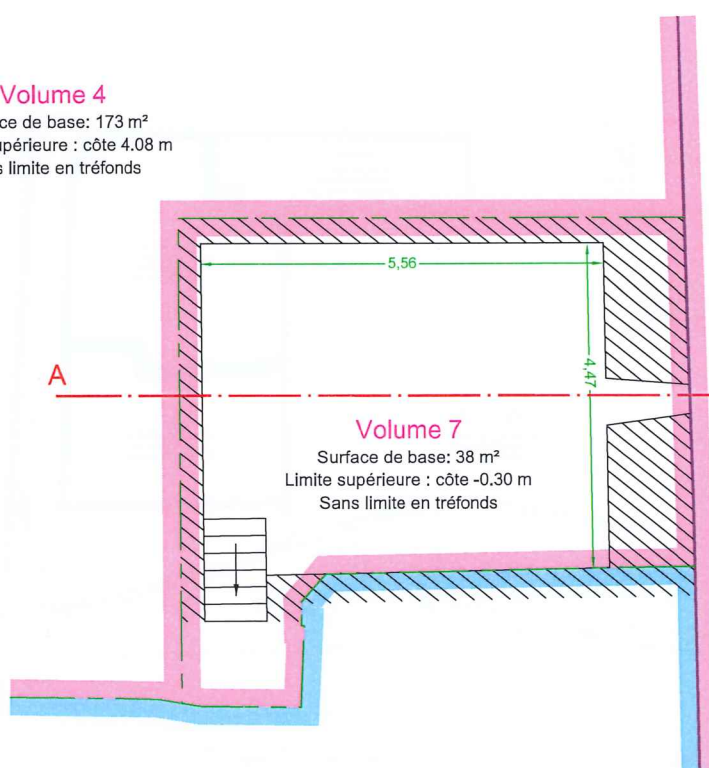 Volume 4
ce de base: 173 m²
upérieure : côte 4.08 m
s limite en tréfonds
5,56
4,47
A
Volume 7
Surface de base: 38 m²
Limite supérieure : côte -0.30 m
Sans limite en tréfonds